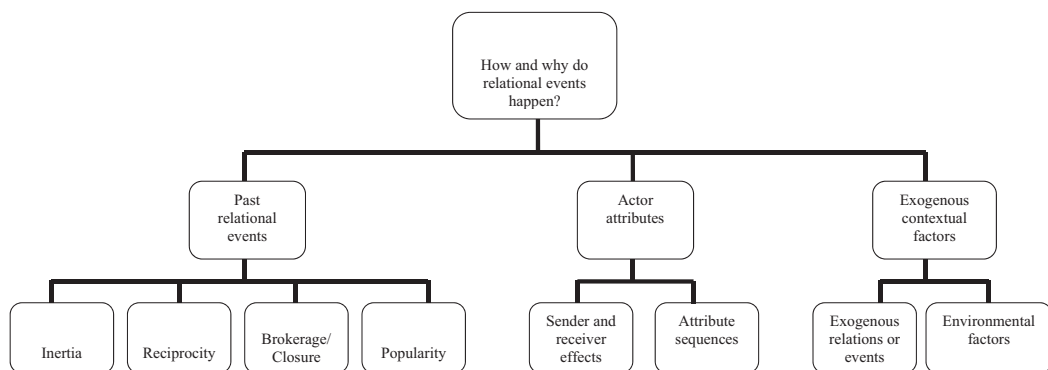 How and why do
relational events
happen?
Past
relational
events
Actor
attributes
Exogenous
contextual
factors
Inertia
Reciprocity
Brokerage/
Closure
Popularity
Sender and
receiver
effects
Attribute
sequences
Exogenous
relations or
events
Environmental
factors